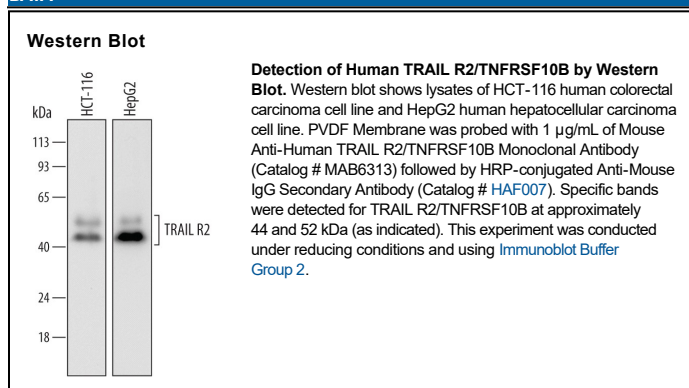 Western Blot
HCT-116
HepG2
kDa
113
93
65
40
24
18
TRAIL R2
Detection of Human TRAIL R2/TNFRSF10B by Western
Blot. Western blot shows lysates of HCT-116 human colorectal
carcinoma cell line and HepG2 human hepatocellular carcinoma
cell line. PVDF Membrane was probed with 1 µg/mL of Mouse
Anti-Human TRAIL R2/TNFRSF10B Monoclonal Antibody
(Catalog # MAB6313) followed by HRP-conjugated Anti-Mouse
IgG Secondary Antibody (Catalog # HAF007). Specific bands
were detected for TRAIL R2/TNFRSF10B at approximately
44 and 52 kDa (as indicated). This experiment was conducted
under reducing conditions and using Immunoblot Buffer
Group 2.